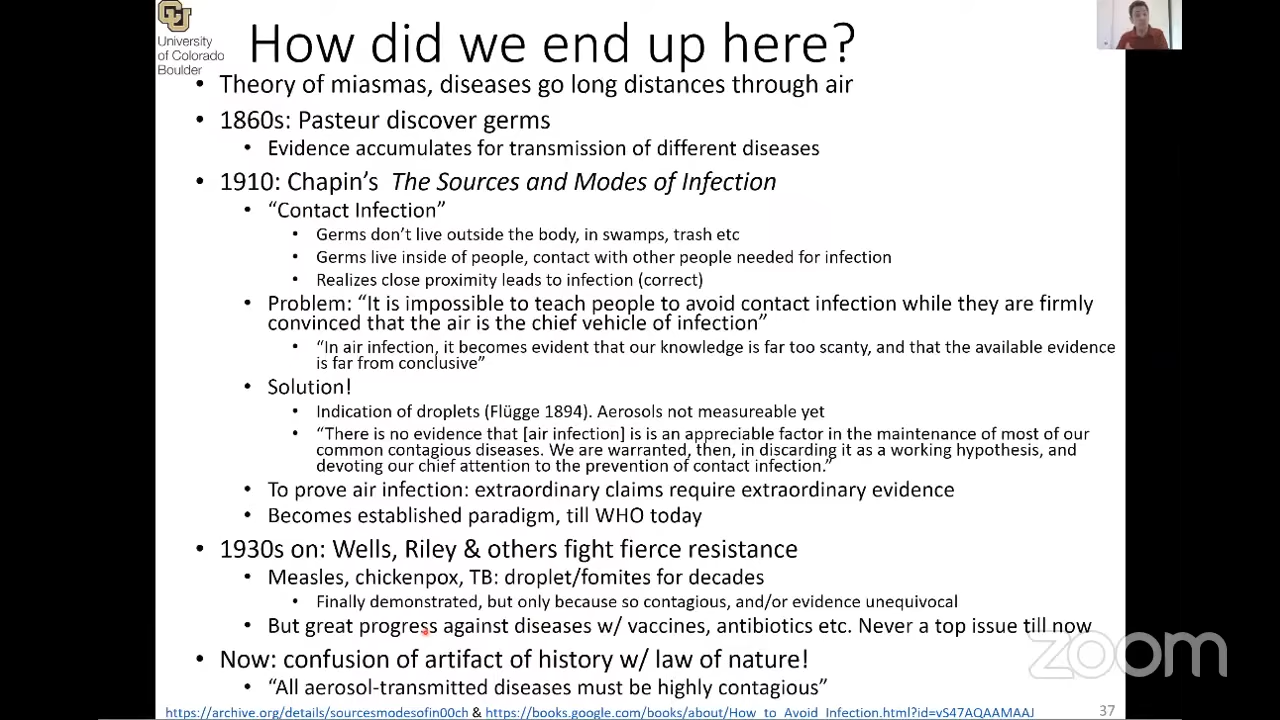 University
of Colorado
Boulder
How did we end up here?
• Theory of miasmas, diseases go long distances through air
• 1860s: Pasteur discover germs
• Evidence accumulates for transmission of different diseases
• 1910: Chapin's The Sources and Modes of Infection
• “Contact Infection”
• Germs don't live outside the body, in swamps, trash etc
• Germs live inside of people, contact with other people needed for infection
• Realizes close proximity leads to infection (correct)
• Problem: “It is impossible to teach people to avoid contact infection while they are firmly
convinced that the air is the chief vehicle of infection”
• “In air infection, it becomes evident that our knowledge is far too scanty, and that the available evidence
is far from conclusive”
• Solution!
• Indication of droplets (Flügge 1894). Aerosols not measureable yet
• “There is no evidence that [air infection] is is an appreciable factor in the maintenance of most of our
common contagious diseases. We are warranted, then, in discarding it as a working hypothesis, and
devoting our chief attention to the prevention of contact infection.”
• To prove air infection: extraordinary claims require extraordinary evidence
• Becomes established paradigm, till WHO today
• 1930s on: Wells, Riley & others fight fierce resistance
• Measles, chickenpox, TB: droplet/fomites for decades
• Finally demonstrated, but only because so contagious, and/or evidence unequivocal
• But great progress against diseases w/ vaccines, antibiotics etc. Never a top issue till now
• Now: confusion of artifact of history w/ law of nature!
• “All aerosol-transmitted diseases must be highly contagious”
https://archive.org/details/sourcesmodesofin00ch & https://books.google.com/books/about/How_to_Avoid_Infection.html?id=vS47AQAAMAAJ
37
zoom